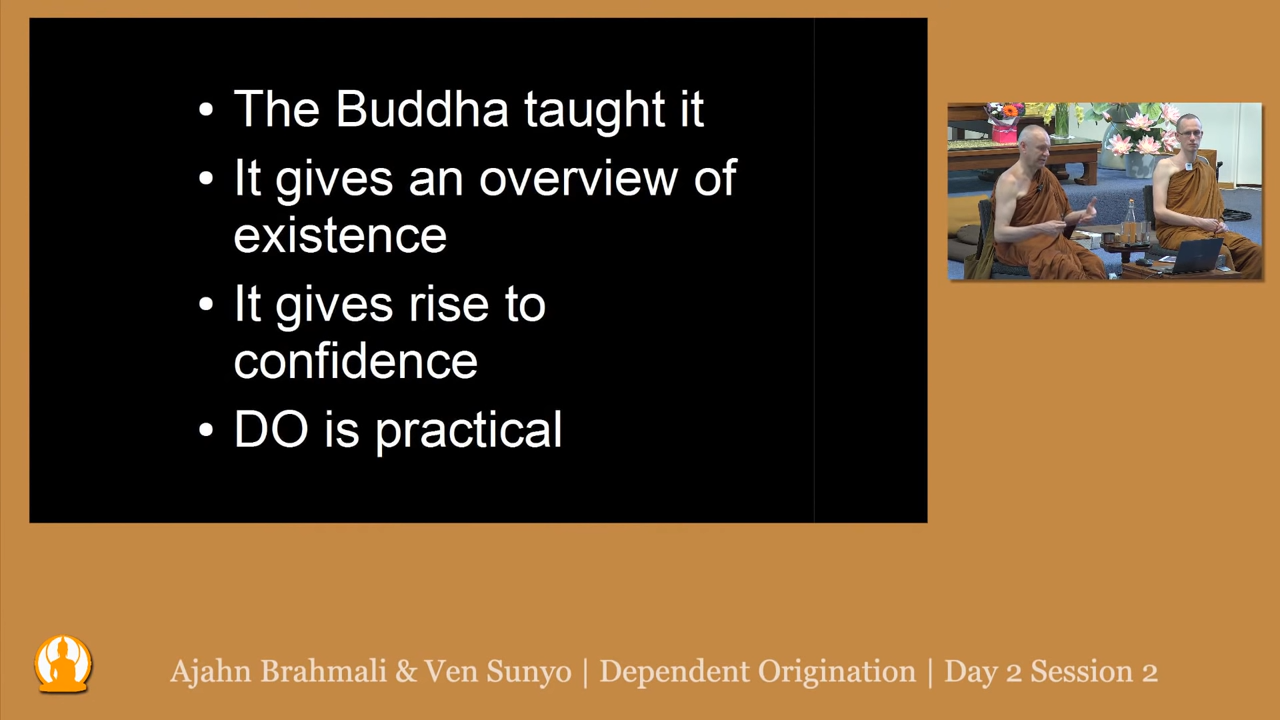 • The Buddha taught it
• It gives an overview of
existence
• It gives rise to
confidence
• DO is practical
Ajahn Brahmali & Ven Sunyo | Dependent Origination | Day 2 Session 2